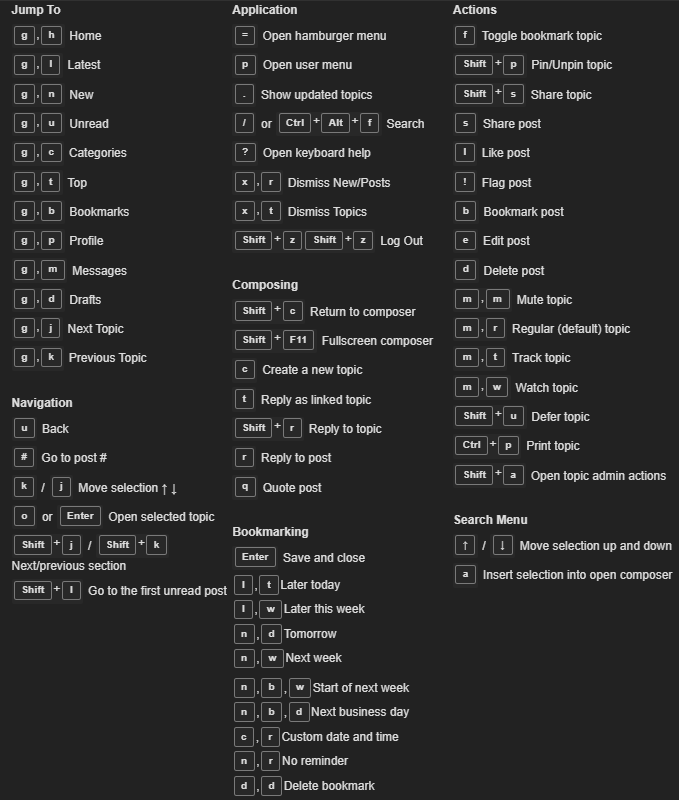 Jump To
g , h Home
g , l Latest
g , n New
g , u Unread
g , c Categories
g , t Top
g , b Bookmarks
g , p Profile
g , m Messages
g , d Drafts
g , j Next Topic
g , k Previous Topic
Navigation
u Back
# Go to post #
k / j Move selection ↑ ↓
o or Enter Open selected topic
Shift + j / Shift + k
Next/previous section
Shift + l Go to the first unread post
Application
= Open hamburger menu
p Open user menu
. Show updated topics
/ or Ctrl + Alt + f Search
? Open keyboard help
x , r Dismiss New/Posts
x , t Dismiss Topics
Shift + z Shift + z Log Out
Composing
Shift + c Return to composer
Shift + F11 Fullscreen composer
c Create a new topic
t Reply as linked topic
Shift + r Reply to topic
r Reply to post
q Quote post
Bookmarking
Enter Save and close
l , t Later today
l , w Later this week
n , d Tomorrow
n , w Next week
n , b , w Start of next week
n , b , d Next business day
c , r Custom date and time
n , r No reminder
d , d Delete bookmark
Actions
f Toggle bookmark topic
Shift + p Pin/Unpin topic
Shift + s Share topic
s Share post
l Like post
! Flag post
b Bookmark post
e Edit post
d Delete post
m , m Mute topic
m , r Regular (default) topic
m , t Track topic
m , w Watch topic
Shift + u Defer topic
Ctrl + p Print topic
Shift + a Open topic admin actions
Search Menu
↑ / ↓ Move selection up and down
a Insert selection into open composer